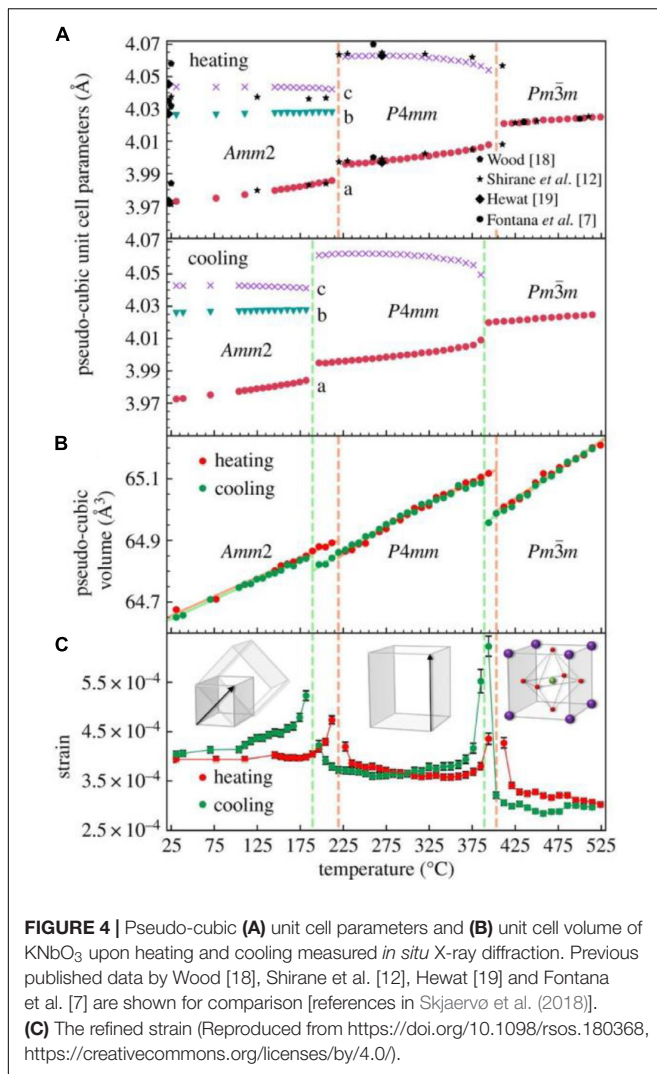 A
4.07
heating
4.05
c
4.03
b
P4mm
Pm3̄m
4.01
Amm2
Wood [18]
3.99
Shirane et al. [12]
a
Hewat [19]
3.97
Fontana et al. [7]
pseudo-cubic unit cell parameters (Å)
4.07
cooling
4.05
c
4.03
b
P4mm
Pm3̄m
4.01
Amm2
3.99
a
3.97
B
heating
65.1
cooling
pseudo-cubic
volume (Å³)
64.9
Amm2
P4mm
Pm3̄m
64.7
C
5.5 × 10⁻⁴
4.5 × 10⁻⁴
strain
3.5 × 10⁻⁴
heating
cooling
2.5 × 10⁻⁴
25 75 125 175 225 275 325 375 425 475 525
temperature (°C)
FIGURE 4 | Pseudo-cubic (A) unit cell parameters and (B) unit cell volume of
KNbO₃ upon heating and cooling measured in situ X-ray diffraction. Previous
published data by Wood [18], Shirane et al. [12], Hewat [19] and Fontana
et al. [7] are shown for comparison [references in Skjaervø et al. (2018)].
(C) The refined strain (Reproduced from https://doi.org/10.1098/rsos.180368,
https://creativecommons.org/licenses/by/4.0/).